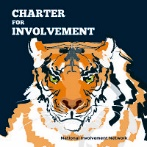 CHARTER
FOR
INVOLVEMENT
National Involvement Network